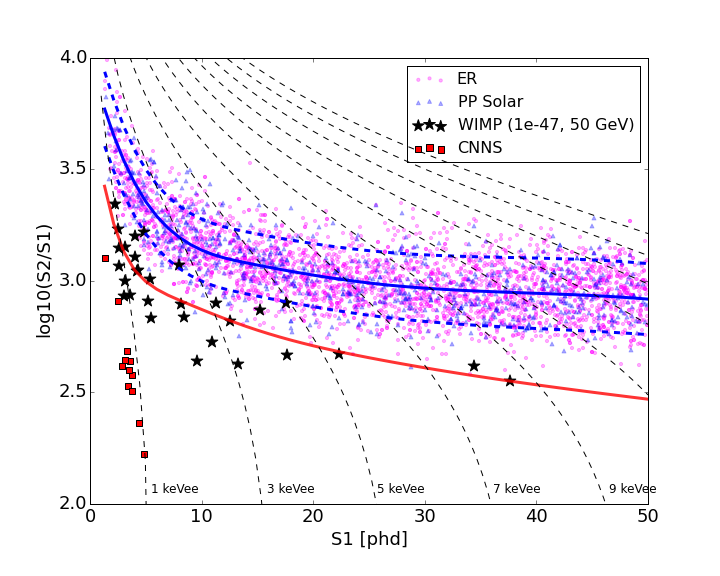 4.0
3.5
3.0
2.5
2.0
log10(S2/S1)
ER
PP Solar
WIMP (1e-47, 50 GeV)
CNNS
1 keVee
3 keVee
5 keVee
7 keVee
9 keVee
0
10
20
30
40
50
S1 [phd]